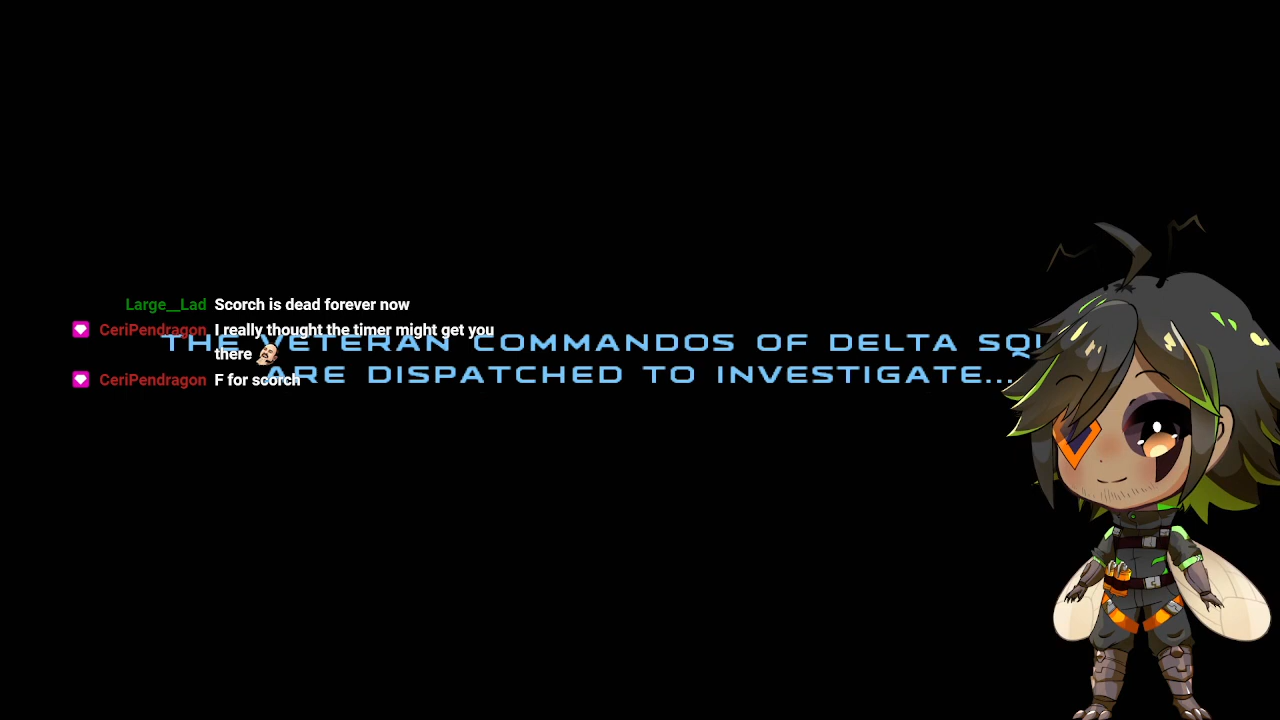 Large__Lad Scorch is dead forever now
CeriPendragon I really thought the timer might get you
there
CeriPendragon F for scorch
THE VETERAN COMMANDOS OF DELTA
ARE DISPATCHED TO INVESTIGATE...